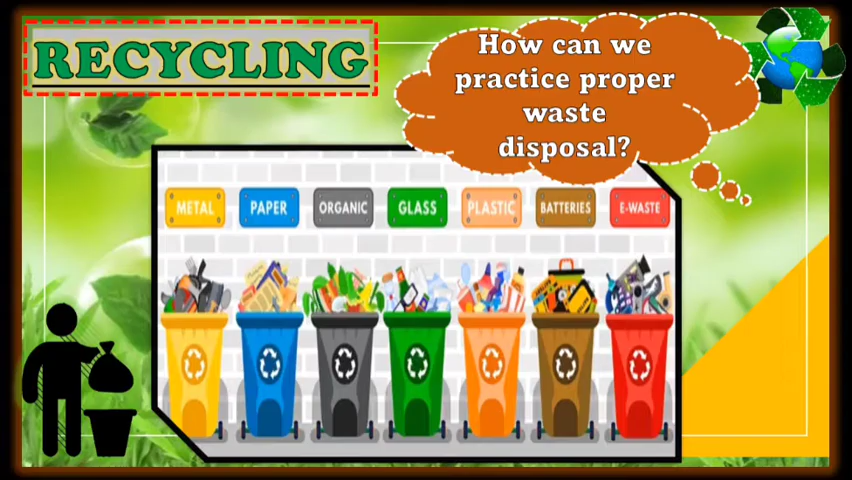 RECYCLING
How can we
practice proper
waste
disposal?
METAL
PAPER
ORGANIC
GLASS
PLASTIC
BATTERIES
E-WASTE